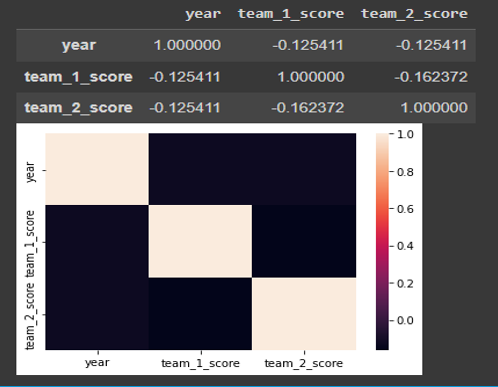 year team_1_score team_2_score
year 1.000000 -0.125411 -0.125411
team_1_score -0.125411 1.000000 -0.162372
team_2_score -0.125411 -0.162372 1.000000
year
team_1_score
team_2_score
1.0
0.8
0.6
0.4
0.2
0.0
year team_1_score team_2_score